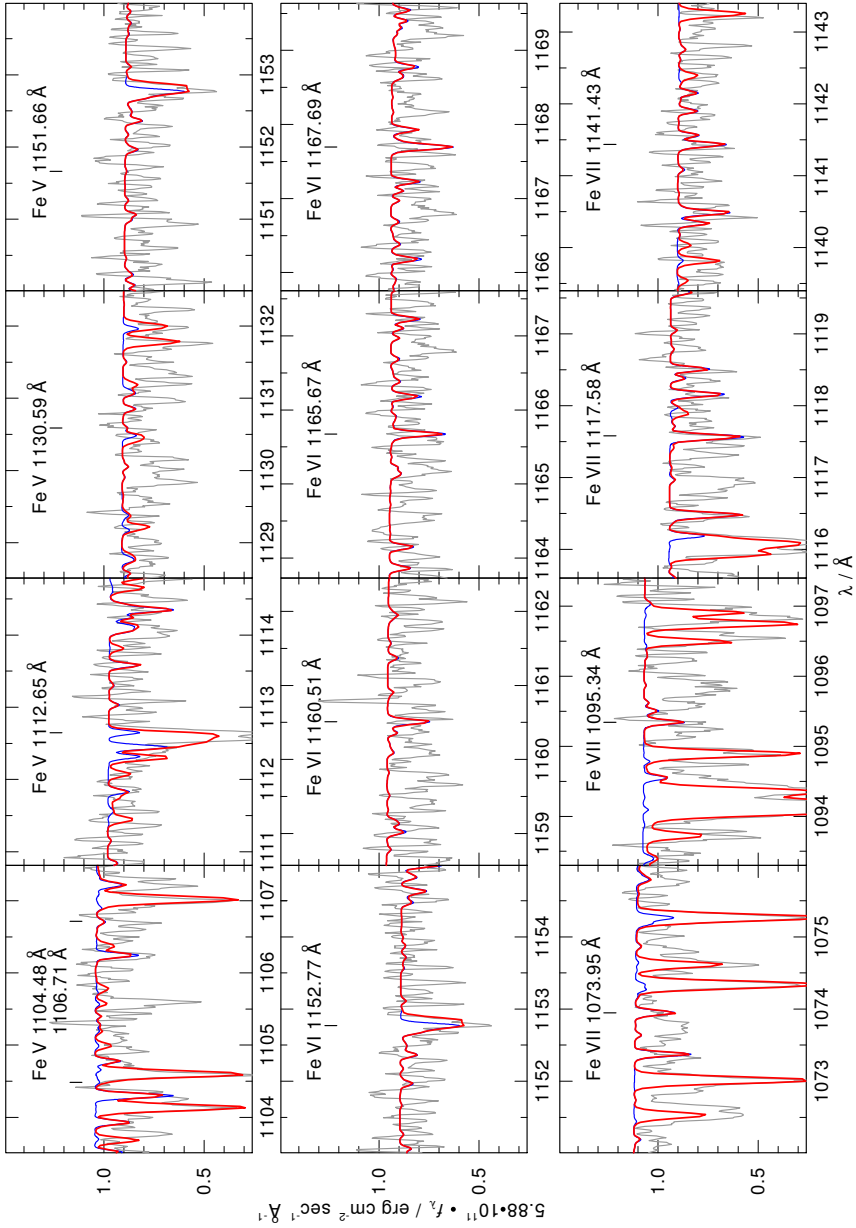 Fe V 1104.48 Å
1106.71 Å
Fe V 1112.65 Å
Fe V 1130.59 Å
Fe V 1151.66 Å
1.0
0.5
1104 1105 1106 1107
1111 1112 1113 1114
1129 1130 1131 1132
1151 1152 1153
5.88•10¹¹ • f_λ / erg cm⁻² sec⁻¹ Å⁻¹
Fe VI 1152.77 Å
Fe VI 1160.51 Å
Fe VI 1165.67 Å
Fe VI 1167.69 Å
1.0
0.5
1152 1153 1154
1159 1160 1161 1162
1164 1165 1166 1167
1166 1167 1168 1169
Fe VII 1073.95 Å
Fe VII 1095.34 Å
Fe VII 1117.58 Å
Fe VII 1141.43 Å
1.0
0.5
1073 1074 1075
1094 1095 1096 1097
1116 1117 1118 1119
1140 1141 1142 1143
λ / Å